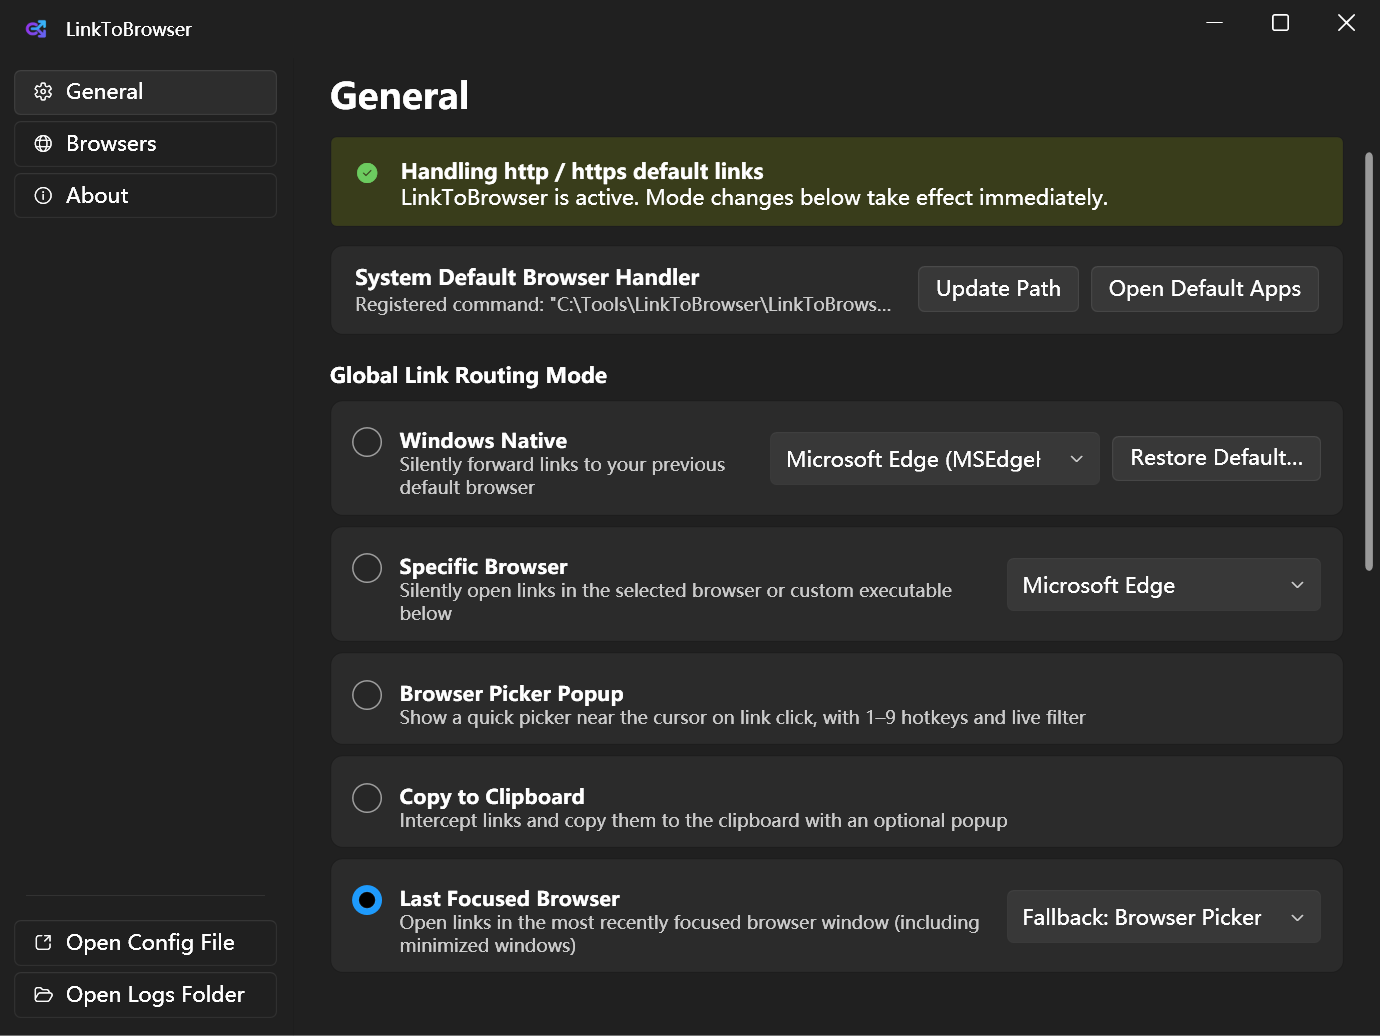 LinkToBrowser
General
Browsers
About
Open Config File
Open Logs Folder
General
Handling http / https default links
LinkToBrowser is active. Mode changes below take effect immediately.
System Default Browser Handler
Registered command: "C:\Tools\LinkToBrowser\LinkToBrows...
Update Path
Open Default Apps
Global Link Routing Mode
Windows Native
Silently forward links to your previous
default browser
Microsoft Edge (MSEdgeH
Restore Default...
Specific Browser
Silently open links in the selected browser or custom executable
below
Microsoft Edge
Browser Picker Popup
Show a quick picker near the cursor on link click, with 1–9 hotkeys and live filter
Copy to Clipboard
Intercept links and copy them to the clipboard with an optional popup
Last Focused Browser
Open links in the most recently focused browser window (including
minimized windows)
Fallback: Browser Picker